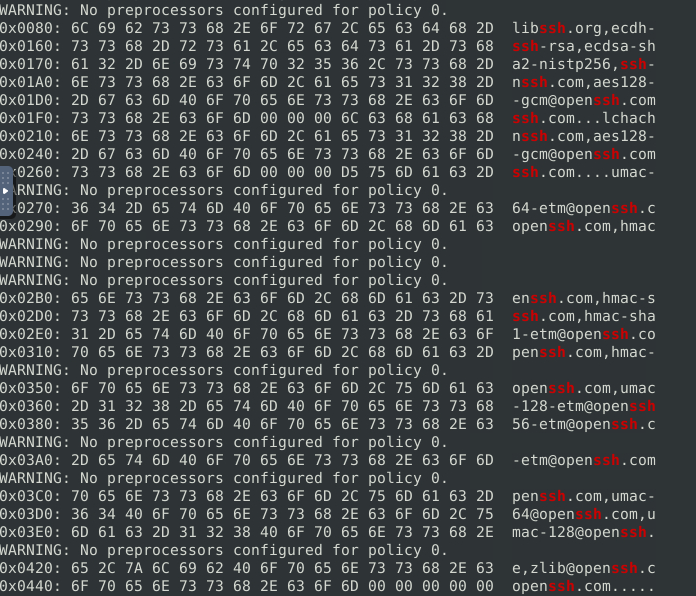 WARNING: No preprocessors configured for policy 0.
0x0080: 6C 69 62 73 73 68 2E 6F 72 67 2C 65 63 64 68 2D  libssh.org,ecdh-
0x0160: 73 73 68 2D 72 73 61 2C 65 63 64 73 61 2D 73 68  ssh-rsa,ecdsa-sh
0x0170: 61 32 2D 6E 69 73 74 70 32 35 36 2C 73 73 68 2D  a2-nistp256,ssh-
0x01A0: 6E 73 73 68 2E 63 6F 6D 2C 61 65 73 31 32 38 2D  nssh.com,aes128-
0x01D0: 2D 67 63 6D 40 6F 70 65 6E 73 73 68 2E 63 6F 6D  -gcm@openssh.com
0x01F0: 73 73 68 2E 63 6F 6D 00 00 00 6C 63 68 61 63 68  ssh.com...lchach
0x0210: 6E 73 73 68 2E 63 6F 6D 2C 61 65 73 31 32 38 2D  nssh.com,aes128-
0x0240: 2D 67 63 6D 40 6F 70 65 6E 73 73 68 2E 63 6F 6D  -gcm@openssh.com
0x0260: 73 73 68 2E 63 6F 6D 00 00 00 D5 75 6D 61 63 2D  ssh.com....umac-
ARNING: No preprocessors configured for policy 0.
0x0270: 36 34 2D 65 74 6D 40 6F 70 65 6E 73 73 68 2E 63  64-etm@openssh.c
0x0290: 6F 70 65 6E 73 73 68 2E 63 6F 6D 2C 68 6D 61 63  openssh.com,hmac
WARNING: No preprocessors configured for policy 0.
WARNING: No preprocessors configured for policy 0.
WARNING: No preprocessors configured for policy 0.
0x02B0: 65 6E 73 73 68 2E 63 6F 6D 2C 68 6D 61 63 2D 73  enssh.com,hmac-s
0x02D0: 73 73 68 2E 63 6F 6D 2C 68 6D 61 63 2D 73 68 61  ssh.com,hmac-sha
0x02E0: 31 2D 65 74 6D 40 6F 70 65 6E 73 73 68 2E 63 6F  1-etm@openssh.co
0x0310: 70 65 6E 73 73 68 2E 63 6F 6D 2C 68 6D 61 63 2D  penssh.com,hmac-
WARNING: No preprocessors configured for policy 0.
0x0350: 6F 70 65 6E 73 73 68 2E 63 6F 6D 2C 75 6D 61 63  openssh.com,umac
0x0360: 2D 31 32 38 2D 65 74 6D 40 6F 70 65 6E 73 73 68  -128-etm@openssh
0x0380: 35 36 2D 65 74 6D 40 6F 70 65 6E 73 73 68 2E 63  56-etm@openssh.c
WARNING: No preprocessors configured for policy 0.
0x03A0: 2D 65 74 6D 40 6F 70 65 6E 73 73 68 2E 63 6F 6D  -etm@openssh.com
WARNING: No preprocessors configured for policy 0.
0x03C0: 70 65 6E 73 73 68 2E 63 6F 6D 2C 75 6D 61 63 2D  penssh.com,umac-
0x03D0: 36 34 40 6F 70 65 6E 73 73 68 2E 63 6F 6D 2C 75  64@openssh.com,u
0x03E0: 6D 61 63 2D 31 32 38 40 6F 70 65 6E 73 73 68 2E  mac-128@openssh.
WARNING: No preprocessors configured for policy 0.
0x0420: 65 2C 7A 6C 69 62 40 6F 70 65 6E 73 73 68 2E 63  e,zlib@openssh.c
0x0440: 6F 70 65 6E 73 73 68 2E 63 6F 6D 00 00 00 00 00  openssh.com.....